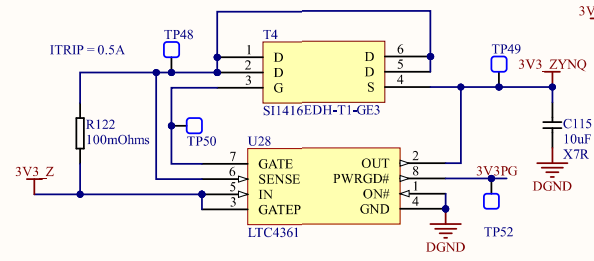 3V
TP48
T4
ITRIP = 0.5A
1 D D 6
2 D D 5
3 G S 4
TP49
3V3_ZYNQ
SI1416EDH-T1-GE3
R122
100mOhms
TP50
C115
10uF
X7R
DGND
U28
7 GATE OUT 2
6 SENSE PWRGD# 8
5 IN ON# 1
3 GATEP GND 4
3V3_Z
3V3PG
LTC4361
TP52
DGND